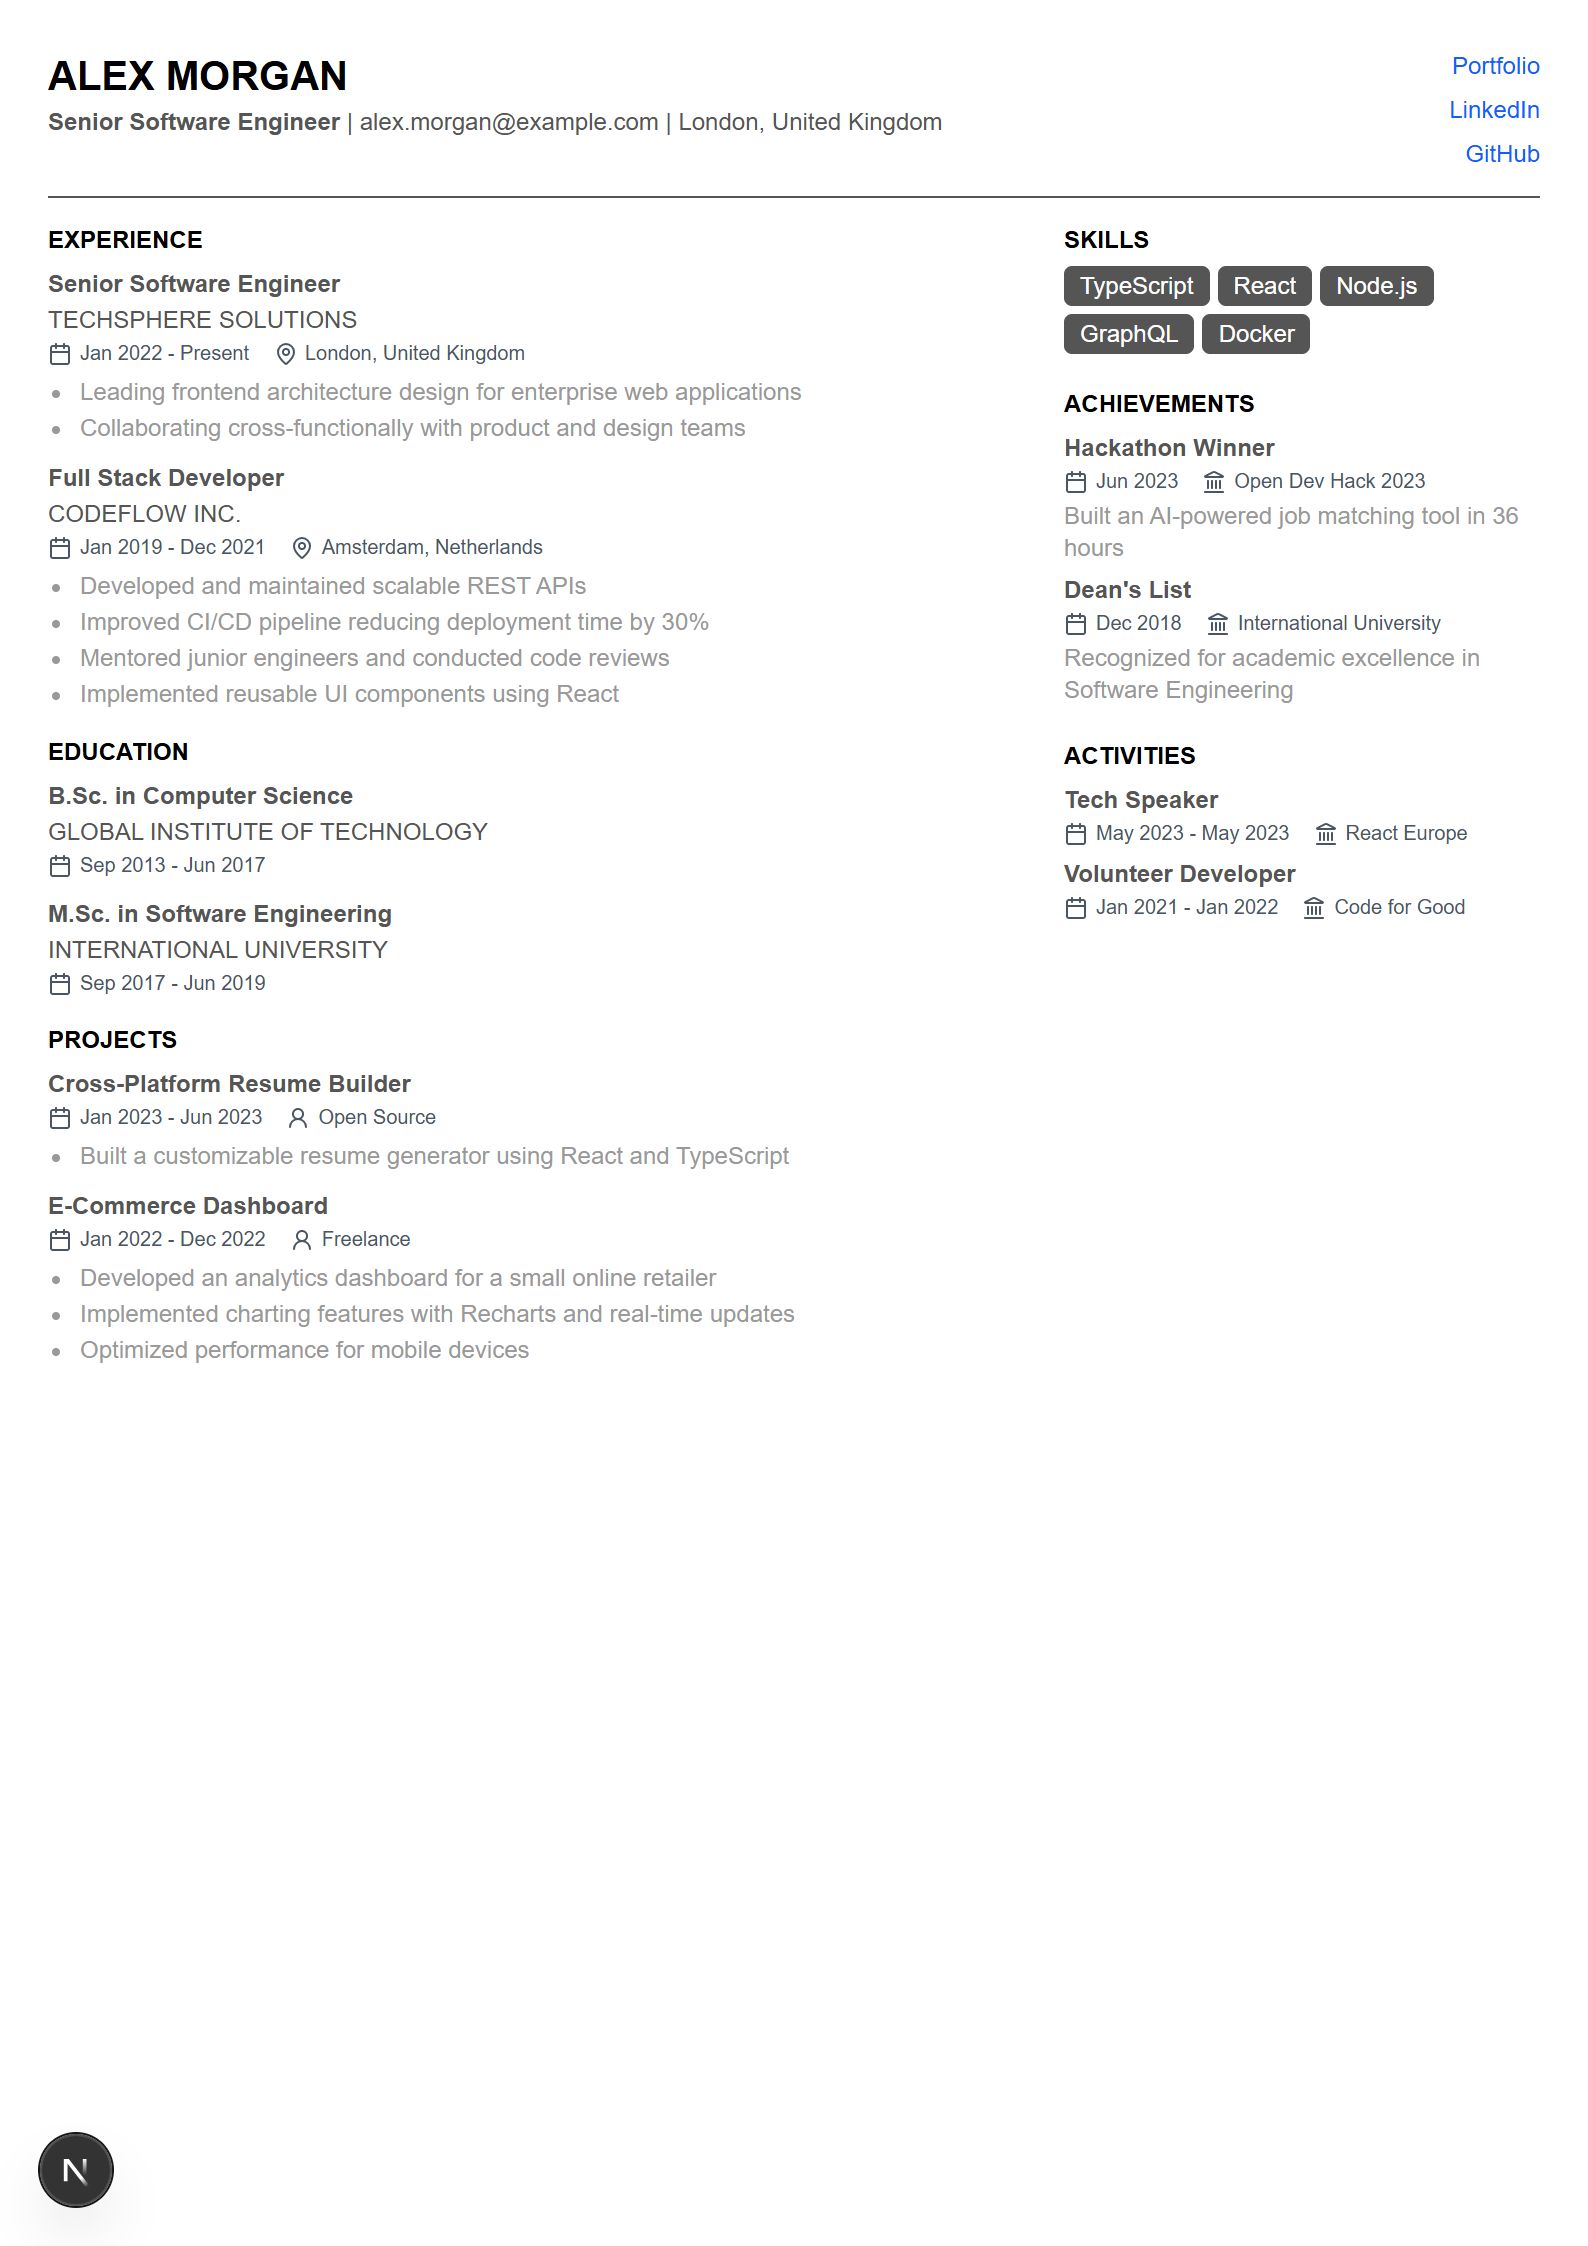 ALEX MORGAN
Senior Software Engineer | alex.morgan@example.com | London, United Kingdom
Portfolio
LinkedIn
GitHub
EXPERIENCE
Senior Software Engineer
TECHSPHERE SOLUTIONS
Jan 2022 - Present London, United Kingdom
• Leading frontend architecture design for enterprise web applications
• Collaborating cross-functionally with product and design teams
Full Stack Developer
CODEFLOW INC.
Jan 2019 - Dec 2021 Amsterdam, Netherlands
• Developed and maintained scalable REST APIs
• Improved CI/CD pipeline reducing deployment time by 30%
• Mentored junior engineers and conducted code reviews
• Implemented reusable UI components using React
EDUCATION
B.Sc. in Computer Science
GLOBAL INSTITUTE OF TECHNOLOGY
Sep 2013 - Jun 2017
M.Sc. in Software Engineering
INTERNATIONAL UNIVERSITY
Sep 2017 - Jun 2019
PROJECTS
Cross-Platform Resume Builder
Jan 2023 - Jun 2023 Open Source
• Built a customizable resume generator using React and TypeScript
E-Commerce Dashboard
Jan 2022 - Dec 2022 Freelance
• Developed an analytics dashboard for a small online retailer
• Implemented charting features with Recharts and real-time updates
• Optimized performance for mobile devices
SKILLS
TypeScript React Node.js
GraphQL Docker
ACHIEVEMENTS
Hackathon Winner
Jun 2023 Open Dev Hack 2023
Built an AI-powered job matching tool in 36
hours
Dean's List
Dec 2018 International University
Recognized for academic excellence in
Software Engineering
ACTIVITIES
Tech Speaker
May 2023 - May 2023 React Europe
Volunteer Developer
Jan 2021 - Jan 2022 Code for Good
N